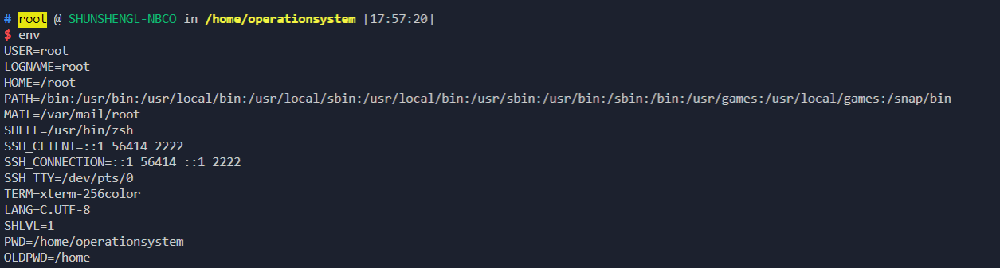 # root @ SHUNSHENGL-NBCO in /home/operationsystem [17:57:20]
$ env
USER=root
LOGNAME=root
HOME=/root
PATH=/bin:/usr/bin:/usr/local/bin:/usr/local/sbin:/usr/local/bin:/usr/sbin:/usr/bin:/sbin:/bin:/usr/games:/usr/local/games:/snap/bin
MAIL=/var/mail/root
SHELL=/usr/bin/zsh
SSH_CLIENT=::1 56414 2222
SSH_CONNECTION=::1 56414 ::1 2222
SSH_TTY=/dev/pts/0
TERM=xterm-256color
LANG=C.UTF-8
SHLVL=1
PWD=/home/operationsystem
OLDPWD=/home